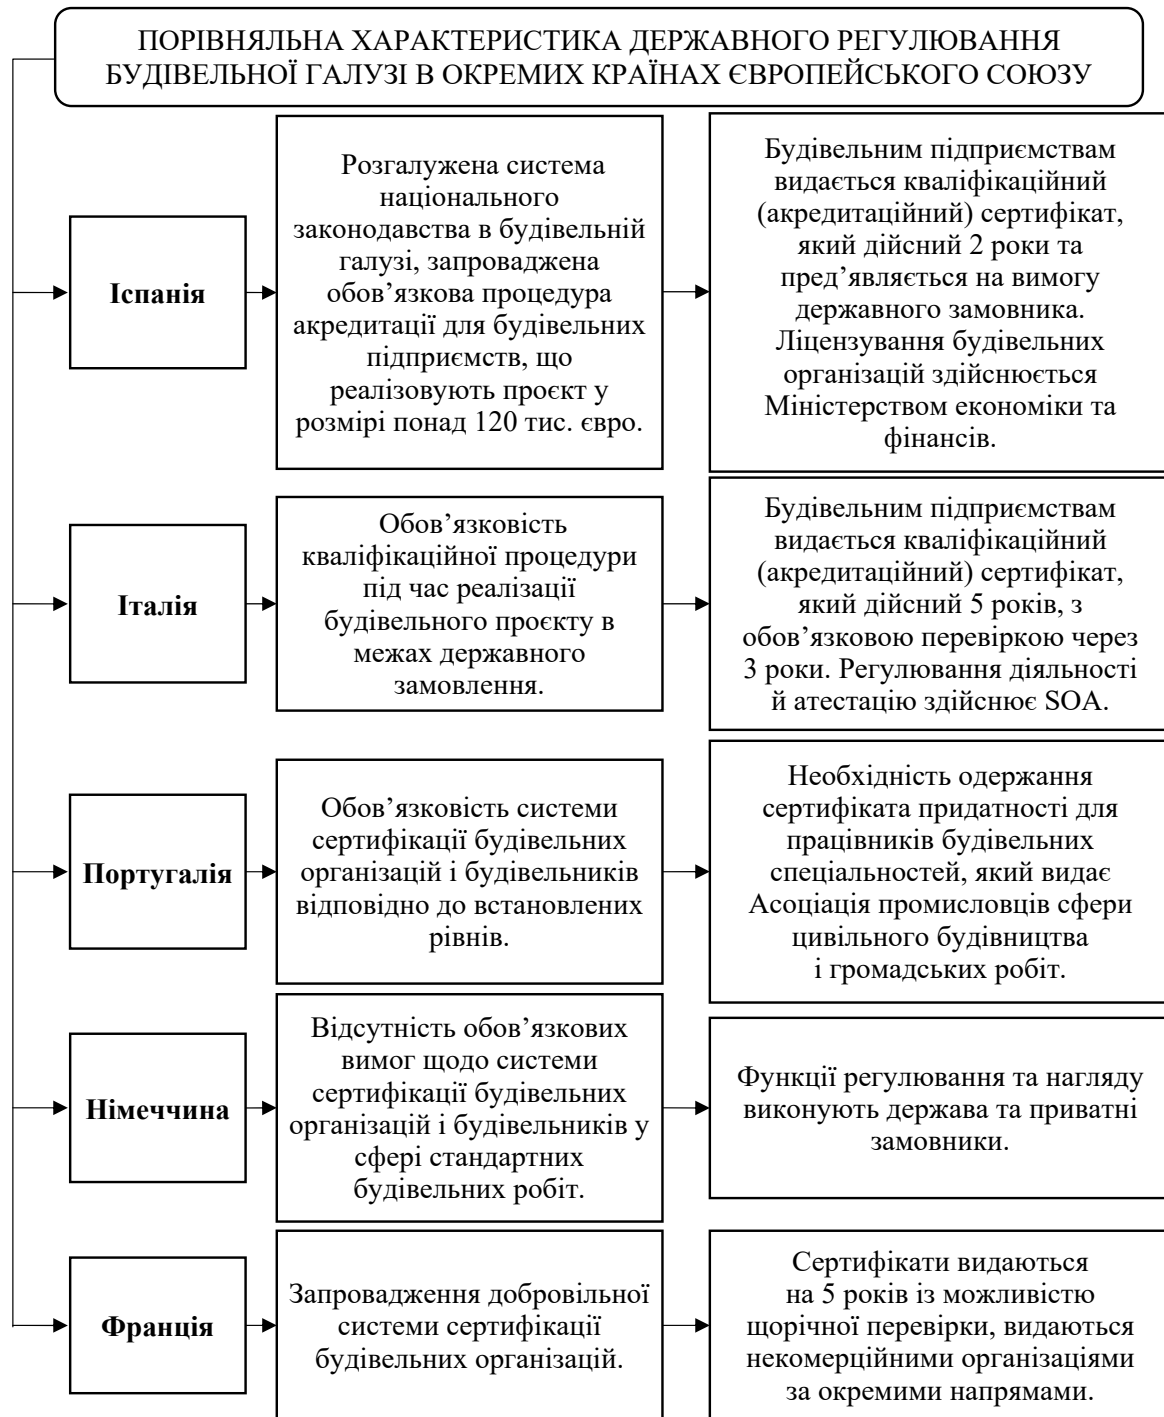 ПОРІВНЯЛЬНА ХАРАКТЕРИСТИКА ДЕРЖАВНОГО РЕГУЛЮВАННЯ
БУДІВЕЛЬНОЇ ГАЛУЗІ В ОКРЕМИХ КРАЇНАХ ЄВРОПЕЙСЬКОГО СОЮЗУ
Іспанія
Розгалужена система
національного
законодавства в будівельній
галузі, запроваджена
обов’язкова процедура
акредитації для будівельних
підприємств, що
реалізовують проєкт у
розмірі понад 120 тис. євро.
Будівельним підприємствам
видається кваліфікаційний
(акредитаційний) сертифікат,
який дійсний 2 роки та
пред’являється на вимогу
державного замовника.
Ліцензування будівельних
організацій здійснюється
Міністерством економіки та
фінансів.
Італія
Обов’язковість
кваліфікаційної процедури
під час реалізації
будівельного проєкту в
межах державного
замовлення.
Будівельним підприємствам
видається кваліфікаційний
(акредитаційний) сертифікат,
який дійсний 5 років, з
обов’язковою перевіркою через
3 роки. Регулювання діяльності
й атестацію здійснює SOA.
Португалія
Обов’язковість системи
сертифікації будівельних
організацій і будівельників
відповідно до встановлених
рівнів.
Необхідність одержання
сертифіката придатності для
працівників будівельних
спеціальностей, який видає
Асоціація промисловців сфери
цивільного будівництва
і громадських робіт.
Німеччина
Відсутність обов’язкових
вимог щодо системи
сертифікації будівельних
організацій і будівельників у
сфері стандартних
будівельних робіт.
Функції регулювання та нагляду
виконують держава та приватні
замовники.
Франція
Запровадження добровільної
системи сертифікації
будівельних організацій.
Сертифікати видаються
на 5 років із можливістю
щорічної перевірки, видаються
некомерційними організаціями
за окремими напрямами.